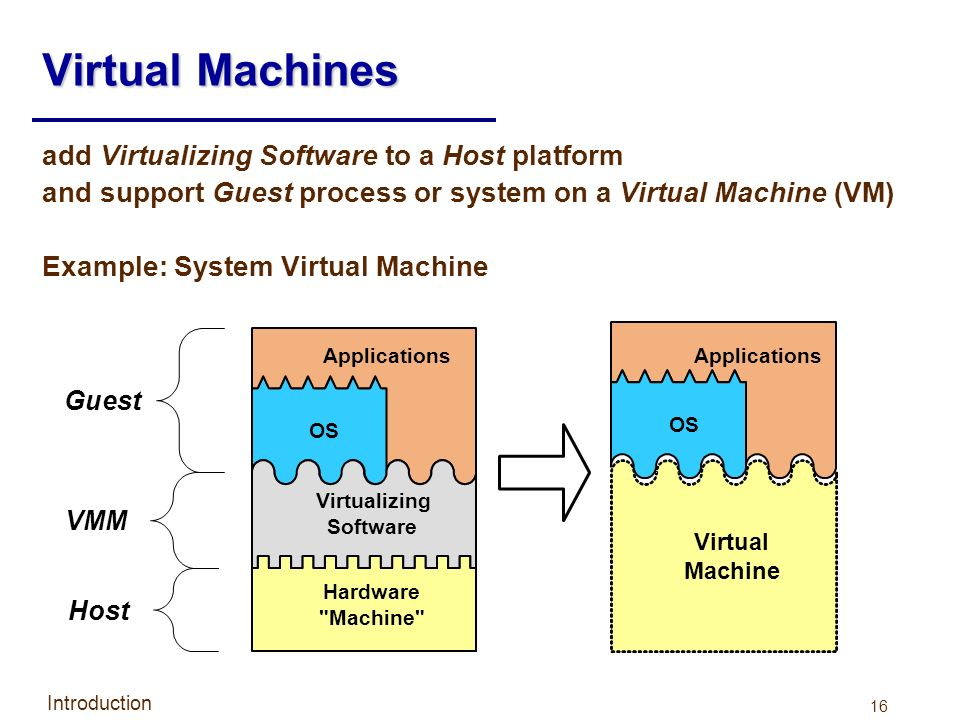 Virtual Machines
add Virtualizing Software to a Host platform
and support Guest process or system on a Virtual Machine (VM)
Example: System Virtual Machine
Guest
VMM
Host
Applications
OS
Virtualizing
Software
Hardware
"Machine"
Applications
OS
Virtual
Machine
Introduction
16